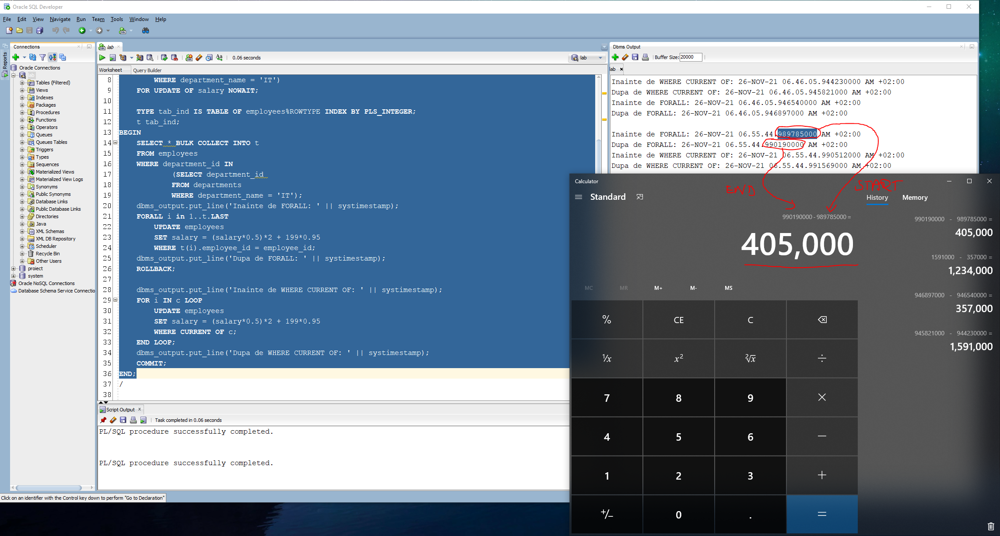 Oracle SQL Developer
File Edit View Navigate Run Team Tools Window Help
Reports
Connections
Oracle Connections
lab
Tables (Filtered)
Views
Indexes
Packages
Procedures
Functions
Operators
Queues
Queues Tables
Triggers
Types
Sequences
Materialized Views
Materialized View Logs
Synonyms
Public Synonyms
Database Links
Public Database Links
Directories
Java
XML Schemas
XML DB Repository
Scheduler
Recycle Bin
Other Users
proiect
system
Oracle NoSQL Connections
Database Schema Service Connectio
lab
0.06 seconds
lab
Worksheet Query Builder
8 WHERE department_name = 'IT')
9 FOR UPDATE OF salary NOWAIT;
10
11 TYPE tab_ind IS TABLE OF employees%ROWTYPE INDEX BY PLS_INTEGER;
12 t tab_ind;
13 BEGIN
14 SELECT * BULK COLLECT INTO t
15 FROM employees
16 WHERE department_id IN
17 (SELECT department_id
18 FROM departments
19 WHERE department_name = 'IT');
20 dbms_output.put_line('Inainte de FORALL: ' || systimestamp);
21 FORALL i in 1..t.LAST
22 UPDATE employees
23 SET salary = (salary*0.5)*2 + 199*0.95
24 WHERE t(i).employee_id = employee_id;
25 dbms_output.put_line('Dupa de FORALL: ' || systimestamp);
26 ROLLBACK;
27
28 dbms_output.put_line('Inainte de WHERE CURRENT OF: ' || systimestamp);
29 FOR i IN c LOOP
30 UPDATE employees
31 SET salary = (salary*0.5)*2 + 199*0.95
32 WHERE CURRENT OF c;
33 END LOOP;
34 dbms_output.put_line('Dupa de WHERE CURRENT OF: ' || systimestamp);
35 COMMIT;
36 END;
37 /
38
Script Output
Task completed in 0.06 seconds
PL/SQL procedure successfully completed.
PL/SQL procedure successfully completed.
Click on an identifier with the Control key down to perform "Go to Declaration"
Dbms Output
Buffer Size: 20000
lab
Inainte de WHERE CURRENT OF: 26-NOV-21 06.46.05.944230000 AM +02:00
Dupa de WHERE CURRENT OF: 26-NOV-21 06.46.05.945821000 AM +02:00
Inainte de FORALL: 26-NOV-21 06.46.05.946540000 AM +02:00
Dupa de FORALL: 26-NOV-21 06.46.05.946897000 AM +02:00
Inainte de FORALL: 26-NOV-21 06.55.44.989785000 AM +02:00
Dupa de FORALL: 26-NOV-21 06.55.44.990190000 AM +02:00
Inainte de WHERE CURRENT OF: 26-NOV-21 06.55.44.990512000 AM +02:00
Dupa de WHERE CURRENT OF: 26-NOV-21 06.55.44.991569000 AM +02:00
Calculator
END START
Standard
History Memory
990190000 - 989785000 =
405,000
990190000 - 989785000 =
405,000
1591000 - 357000 =
1,234,000
946897000 - 946540000 =
357,000
945821000 - 944230000 =
1,591,000
MC MR M+ M- MS
% CE C
1/x x² ²√x ÷
7 8 9 ×
4 5 6 −
1 2 3 +
+/− 0 . =